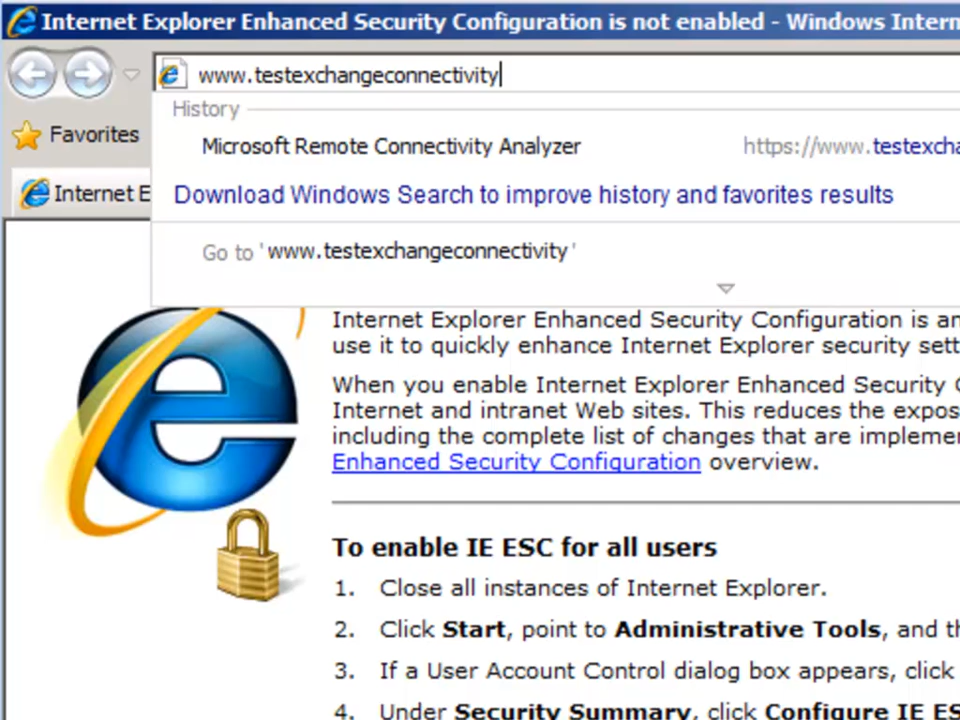 Internet Explorer Enhanced Security Configuration is not enabled - Windows Intern
www.testexchangeconnectivity
History
Favorites
Microsoft Remote Connectivity Analyzer https://www.testexcha
Internet E
Download Windows Search to improve history and favorites results
Go to 'www.testexchangeconnectivity'
Internet Explorer Enhanced Security Configuration is an
use it to quickly enhance Internet Explorer security sett
When you enable Internet Explorer Enhanced Security C
Internet and intranet Web sites. This reduces the expos
including the complete list of changes that are implemen
Enhanced Security Configuration overview.
To enable IE ESC for all users
1. Close all instances of Internet Explorer.
2. Click Start, point to Administrative Tools, and th
3. If a User Account Control dialog box appears, click
4. Under Security Summary, click Configure IE ES